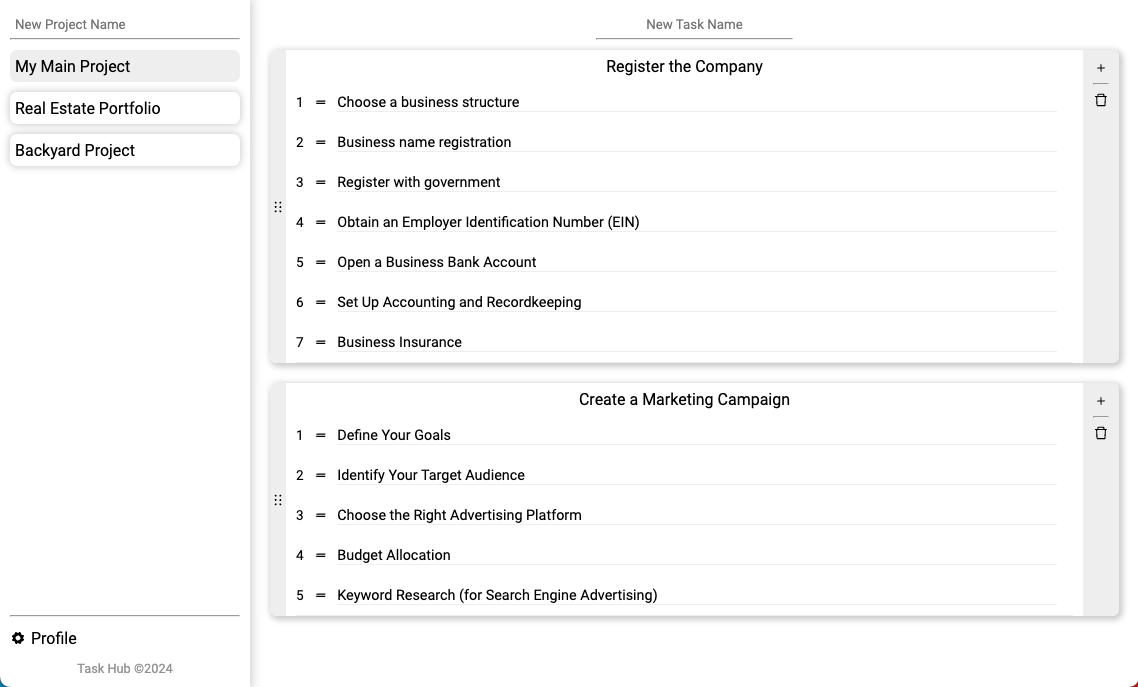 New Project Name
My Main Project
Real Estate Portfolio
Backyard Project
Profile
Task Hub ©2024
New Task Name
Register the Company
1 = Choose a business structure
2 = Business name registration
3 = Register with government
4 = Obtain an Employer Identification Number (EIN)
5 = Open a Business Bank Account
6 = Set Up Accounting and Recordkeeping
7 = Business Insurance
+
Create a Marketing Campaign
1 = Define Your Goals
2 = Identify Your Target Audience
3 = Choose the Right Advertising Platform
4 = Budget Allocation
5 = Keyword Research (for Search Engine Advertising)
+